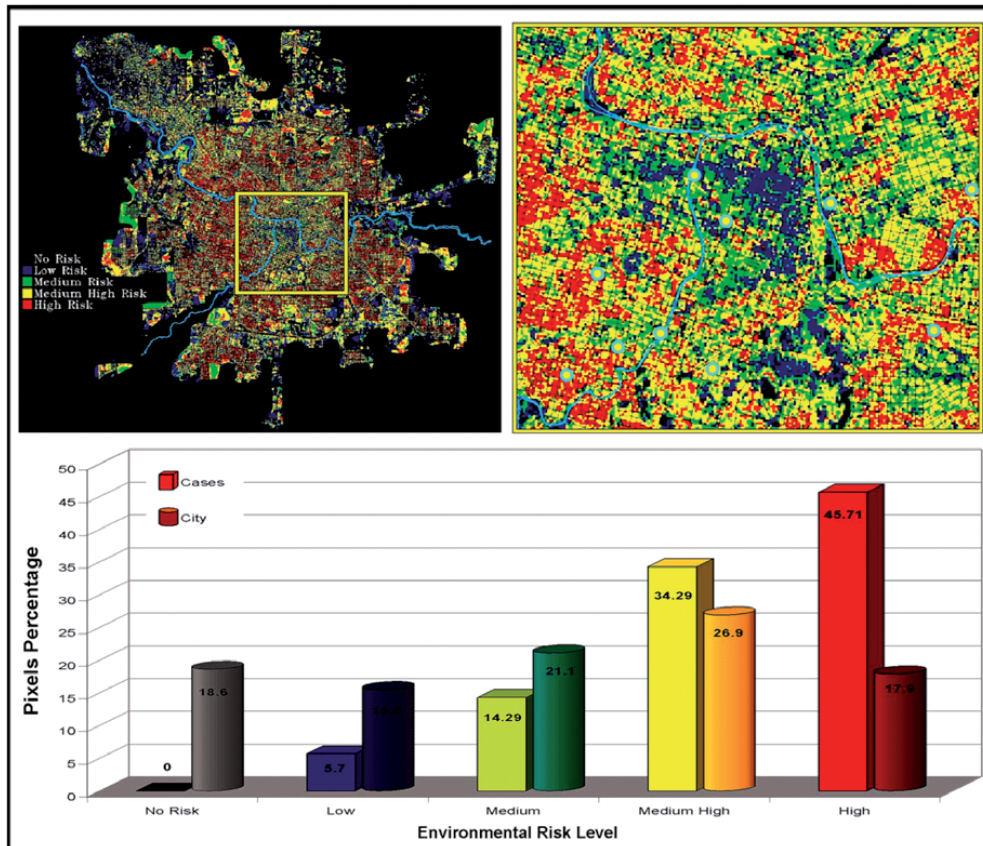 No Risk
Low Risk
Medium Risk
Medium High Risk
High Risk
50
45
40
35
30
25
20
15
10
5
0
Pixels Percentage
Cases
City
0
18.6
5.7
14.29
21.1
34.29
26.9
45.71
17.9
No Risk
Low
Medium
Medium High
High
Environmental Risk Level